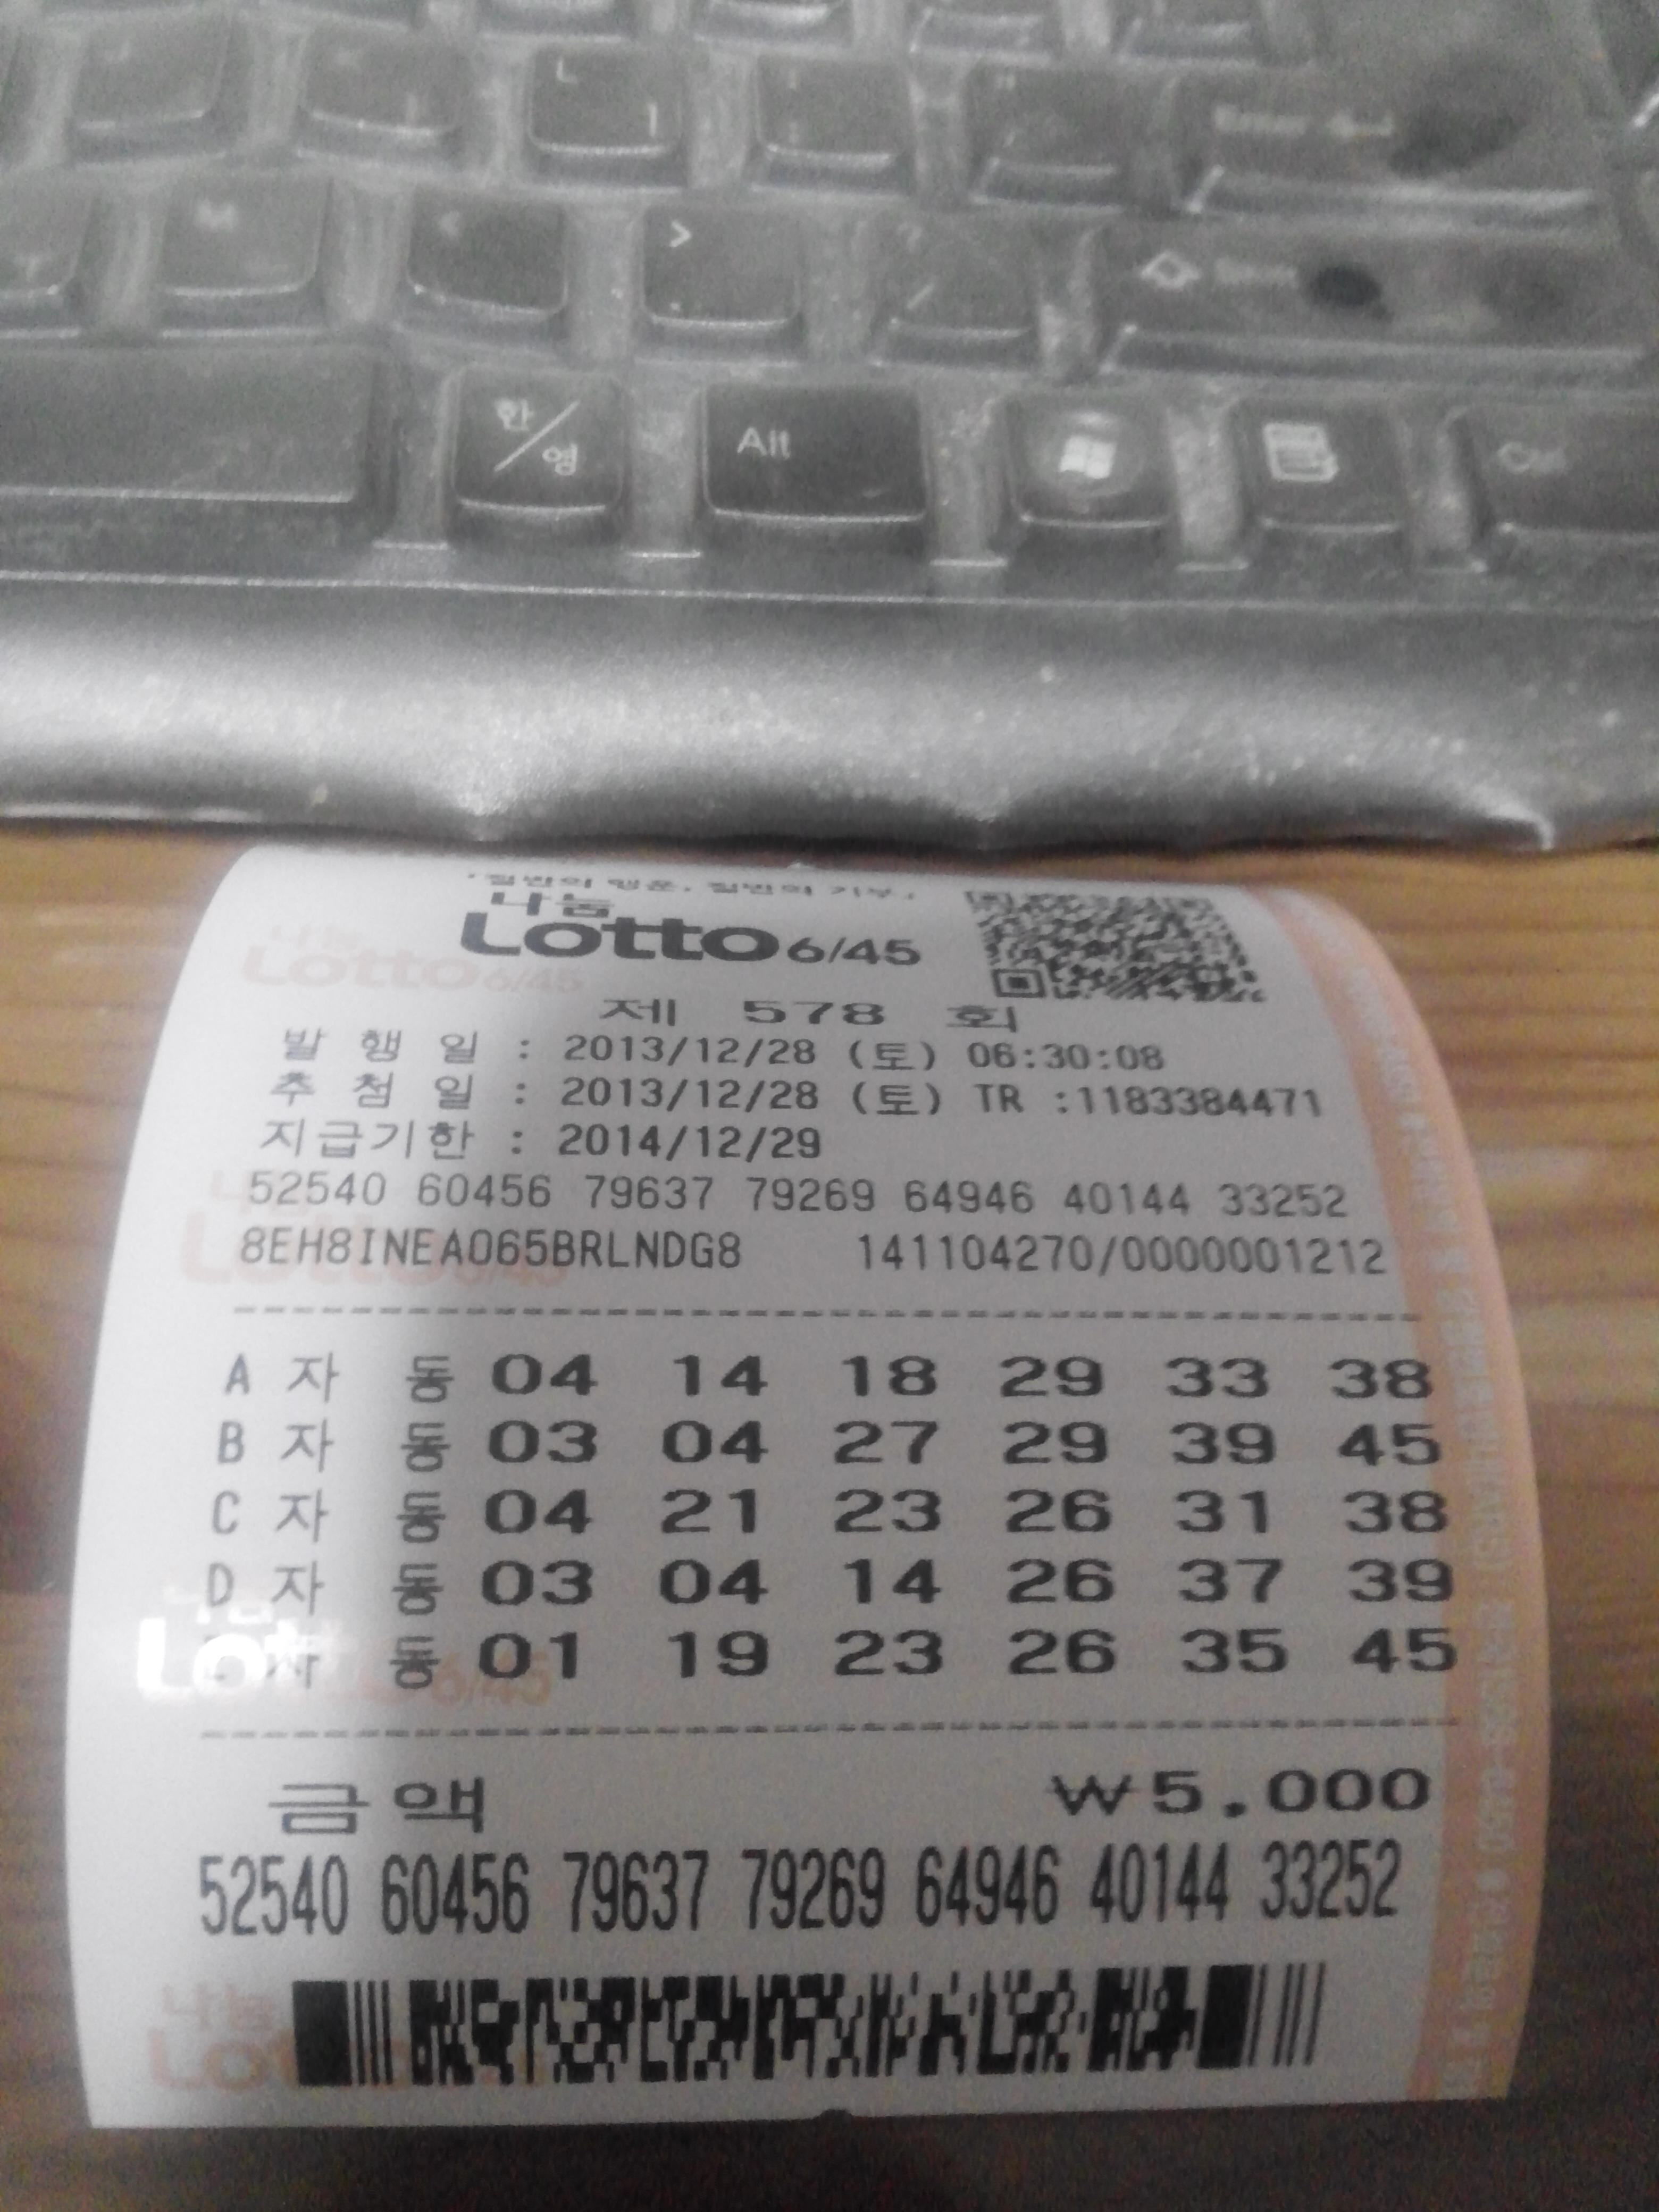 L
Enter
M
<
>
한/영
Alt
Ctrl
나눔
Lotto 6/45
제 578 회
발 행 일 : 2013/12/28 (토) 06:30:08
추 첨 일 : 2013/12/28 (토) TR :1183384471
지급기한 : 2014/12/29
52540 60456 79637 79269 64946 40144 33252
8EH8INEAO65BRLNDG8 141104270/0000001212
A 자 동 04 14 18 29 33 38
B 자 동 03 04 27 29 39 45
C 자 동 04 21 23 26 31 38
D 자 동 03 04 14 26 37 39
자 동 01 19 23 26 35 45
금 액 ₩5.000
52540 60456 79637 79269 64946 40144 33252